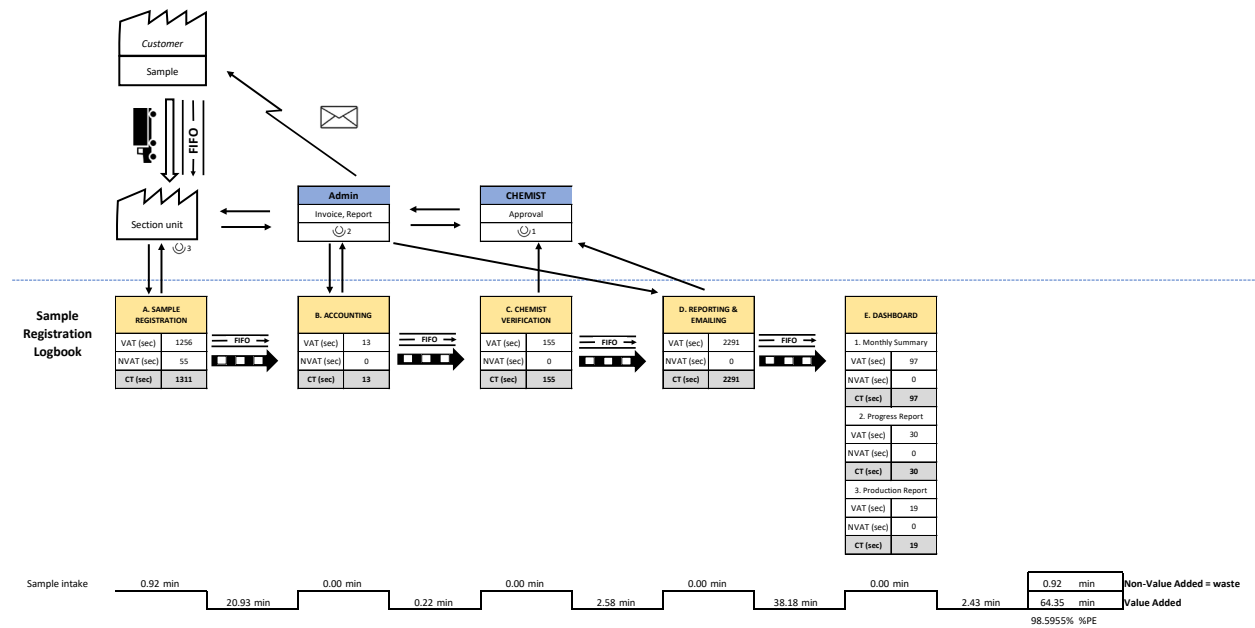 Customer
Sample
FIFO
Section unit
3
Admin
Invoice, Report
2
CHEMIST
Approval
1
Sample
Registration
Logbook
A. SAMPLE
REGISTRATION
VAT (sec) 1256
NVAT (sec) 55
CT (sec) 1311
FIFO
B. ACCOUNTING
VAT (sec) 13
NVAT (sec) 0
CT (sec) 13
FIFO
C. CHEMIST
VERIFICATION
VAT (sec) 155
NVAT (sec) 0
CT (sec) 155
FIFO
D. REPORTING &
EMAILING
VAT (sec) 2291
NVAT (sec) 0
CT (sec) 2291
FIFO
E. DASHBOARD
1. Monthly Summary
VAT (sec) 97
NVAT (sec) 0
CT (sec) 97
2. Progress Report
VAT (sec) 30
NVAT (sec) 0
CT (sec) 30
3. Production Report
VAT (sec) 19
NVAT (sec) 0
CT (sec) 19
Sample intake 0.92 min 0.00 min 0.00 min 0.00 min 0.00 min 0.92 min Non-Value Added = waste
20.93 min 0.22 min 2.58 min 38.18 min 2.43 min 64.35 min Value Added
98.5955% %PE